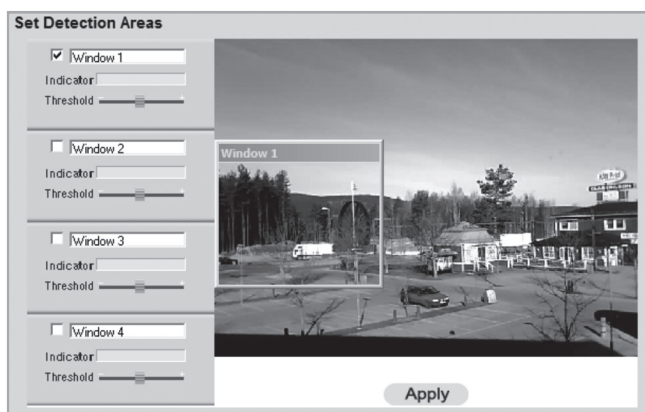 Set Detection Areas
Window 1
Indicator
Threshold
Window 2
Indicator
Threshold
Window 3
Indicator
Threshold
Window 4
Indicator
Threshold
Window 1
Apply